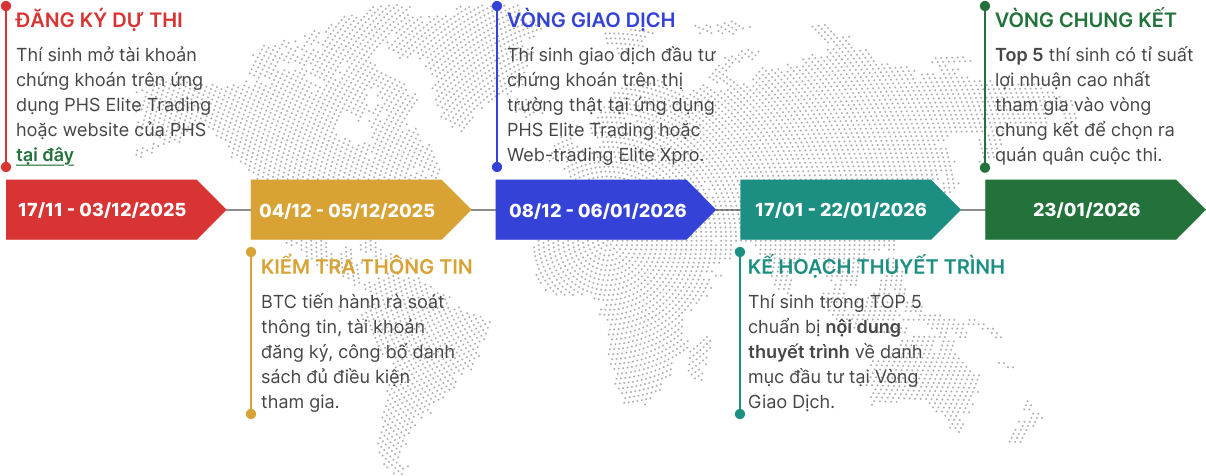 ĐĂNG KÝ DỰ THI
Thí sinh mở tài khoản
chứng khoán trên ứng
dụng PHS Elite Trading
hoặc website của PHS
tại đây
17/11 - 03/12/2025
04/12 - 05/12/2025
KIỂM TRA THÔNG TIN
BTC tiến hành rà soát
thông tin, tài khoản
đăng ký, công bố danh
sách đủ điều kiện
tham gia.
VÒNG GIAO DỊCH
Thí sinh giao dịch đầu tư
chứng khoán trên thị
trường thật tại ứng dụng
PHS Elite Trading hoặc
Web-trading Elite Xpro.
08/12 - 06/01/2026
17/01 - 22/01/2026
KẾ HOẠCH THUYẾT TRÌNH
Thí sinh trong TOP 5
chuẩn bị nội dung
thuyết trình về danh
mục đầu tư tại Vòng
Giao Dịch.
VÒNG CHUNG KẾT
Top 5 thí sinh có tỉ suất
lợi nhuận cao nhất
tham gia vào vòng
chung kết để chọn ra
quán quân cuộc thi.
23/01/2026